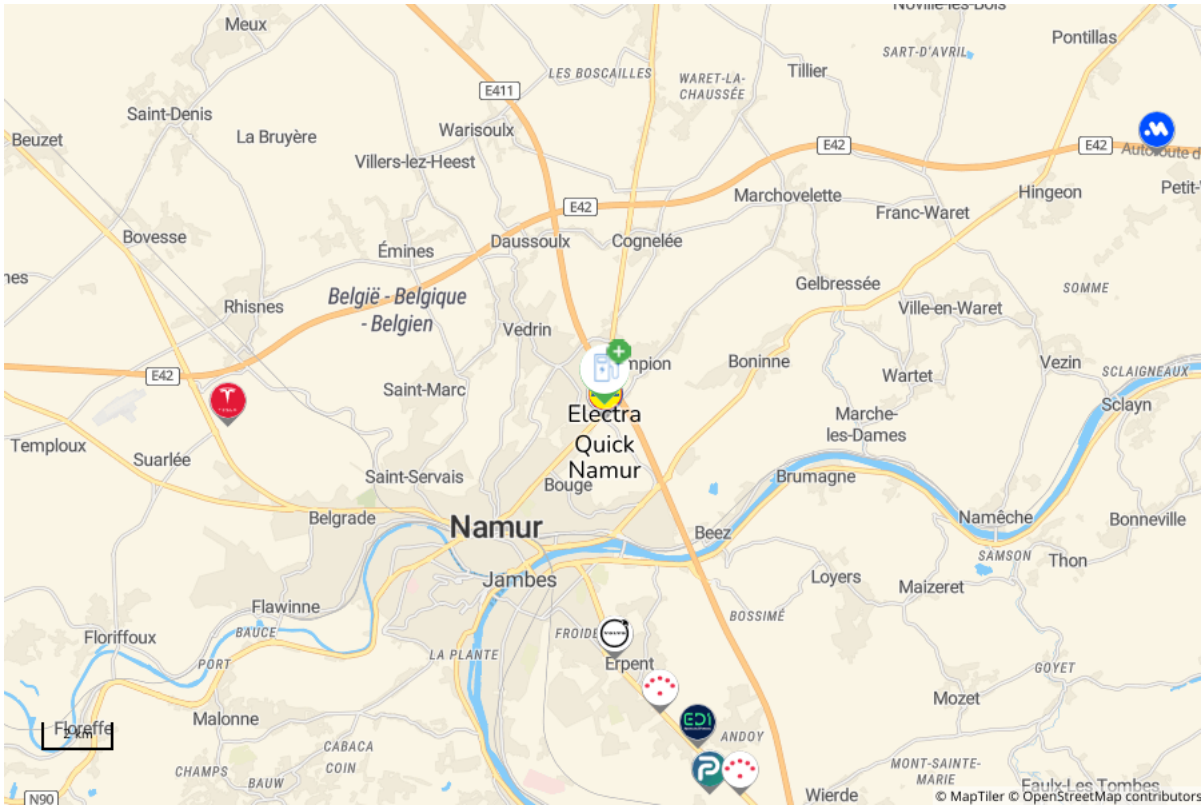 Noville-les-Bois
Meux
Pontillas
SART-D'AVRIL
LES BOSCAILLES
WARET-LA-
CHAUSSÉE
Tillier
E411
Saint-Denis
Beuzet
La Bruyère
Warisoulx
E42
E42
Autoroute d
Villers-lez-Heest
Marchovelette
Hingeon
Petit-
E42
Franc-Waret
Bovesse
Émines
Daussoulx
Cognelée
nes
Gelbressée
SOMME
Rhisnes
België - Belgique
- Belgien
Ville-en-Waret
Vedrin
mpion
Boninne
Vezin
SCLAIGNEAUX
E42
Saint-Marc
Wartet
Sclayn
TESLA
Electra
Quick
Namur
Marche-
les-Dames
Temploux
Suarlée
Saint-Servais
Bouge
Brumagne
Belgrade
Namur
Beez
Namêche
Bonneville
SAMSON
Thon
Jambes
Loyers
Maizeret
Flawinne
BOSSIMÉ
Floriffoux
BAUCE
FROIDE
VOLVO
LA PLANTE
PORT
Erpent
GOYET
Mozet
Malonne
EDI
ANDOY
Floreffe
2 km
CABACA
COIN
CHAMPS
BAUW
P
MONT-SAINTE-
MARIE
Wierde
Faulx-Les Tombes
N90
© MapTiler © OpenStreetMap contributors